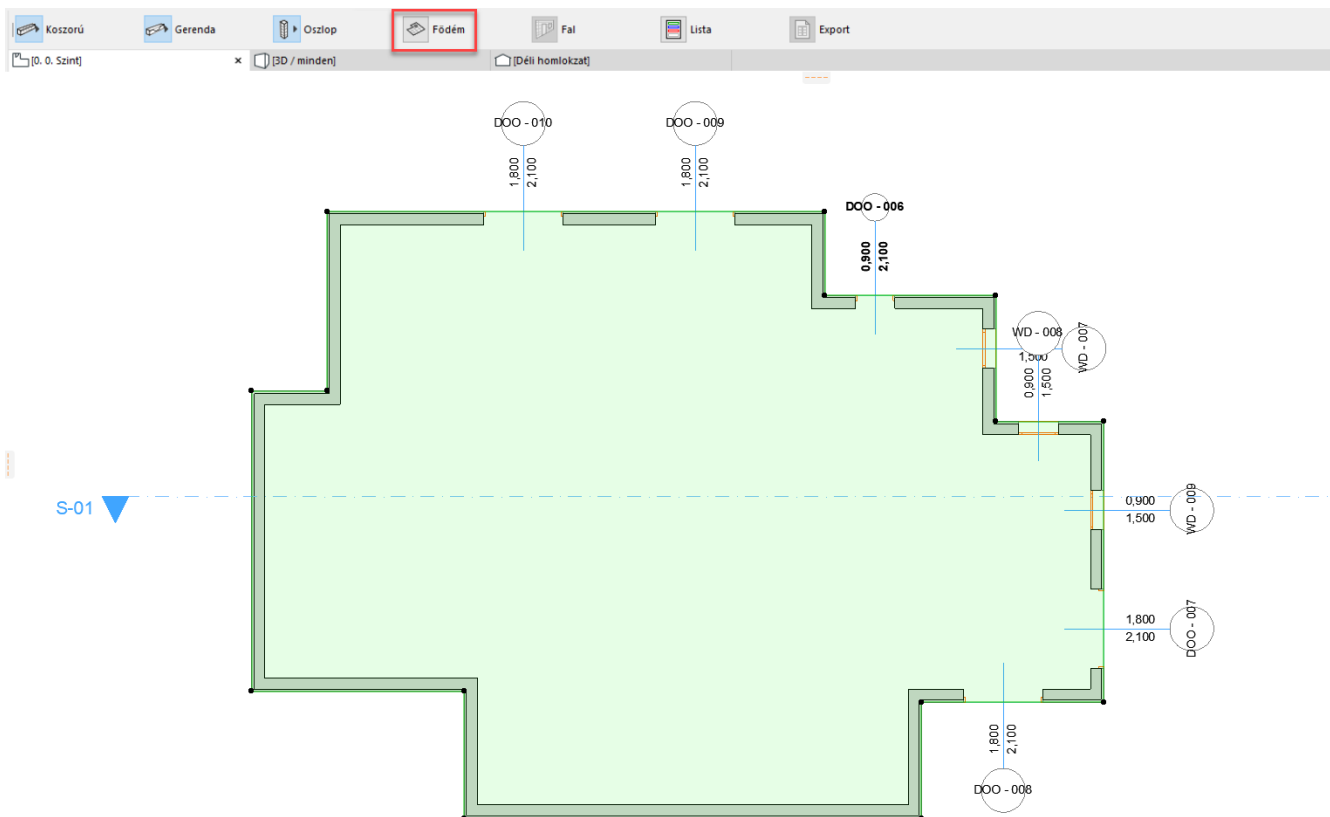 Koszorú
Gerenda
Oszlop
Födém
Fal
Lista
Export
[0. 0. Szint]
[3D / minden]
[Déli homlokzat]
DOO - 010
DOO - 009
1,800
2,100
1,800
2,100
DOO - 006
0,900
2,100
WD - 008
WD - 007
1,500
0,900
1,500
S-01
0,900
1,500
WD - 009
1,800
2,100
DOO - 007
1,800
2,100
DOO - 008